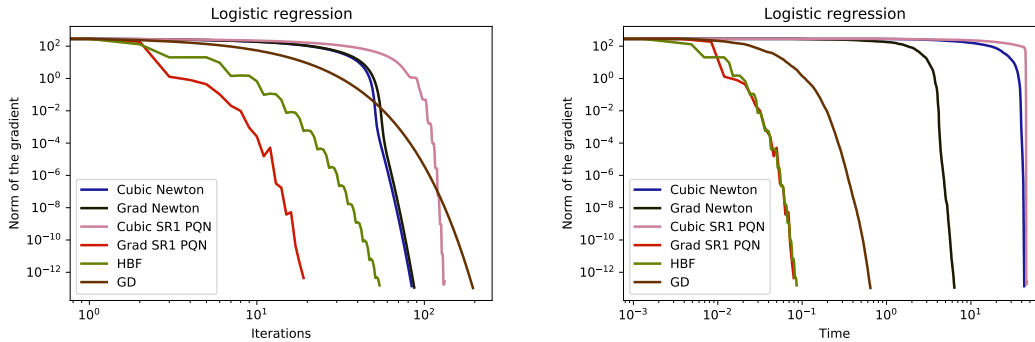 Logistic regression
10^2
10^0
10^−2
10^−4
10^−6
10^−8
10^−10
10^−12
Norm of the gradient
Cubic Newton
Grad Newton
Cubic SR1 PQN
Grad SR1 PQN
HBF
GD
10^0
10^1
10^2
Iterations
Logistic regression
10^2
10^0
10^−2
10^−4
10^−6
10^−8
10^−10
10^−12
Norm of the gradient
Cubic Newton
Grad Newton
Cubic SR1 PQN
Grad SR1 PQN
HBF
GD
10^−3
10^−2
10^−1
10^0
10^1
Time